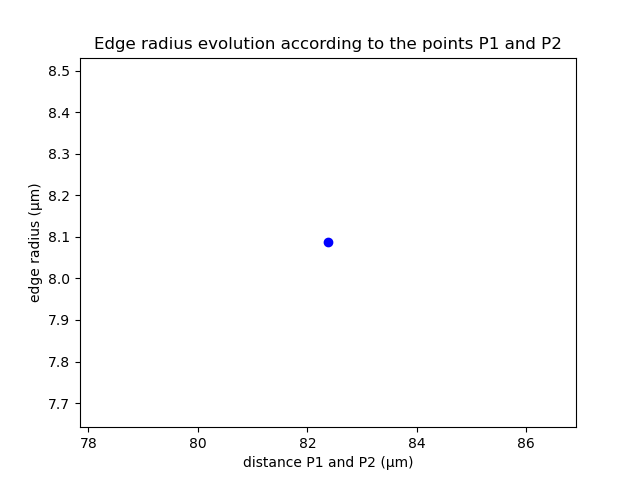 Edge radius evolution according to the points P1 and P2
8.5
8.4
8.3
8.2
8.1
8.0
7.9
7.8
7.7
edge radius (μm)
78 80 82 84 86
distance P1 and P2 (μm)